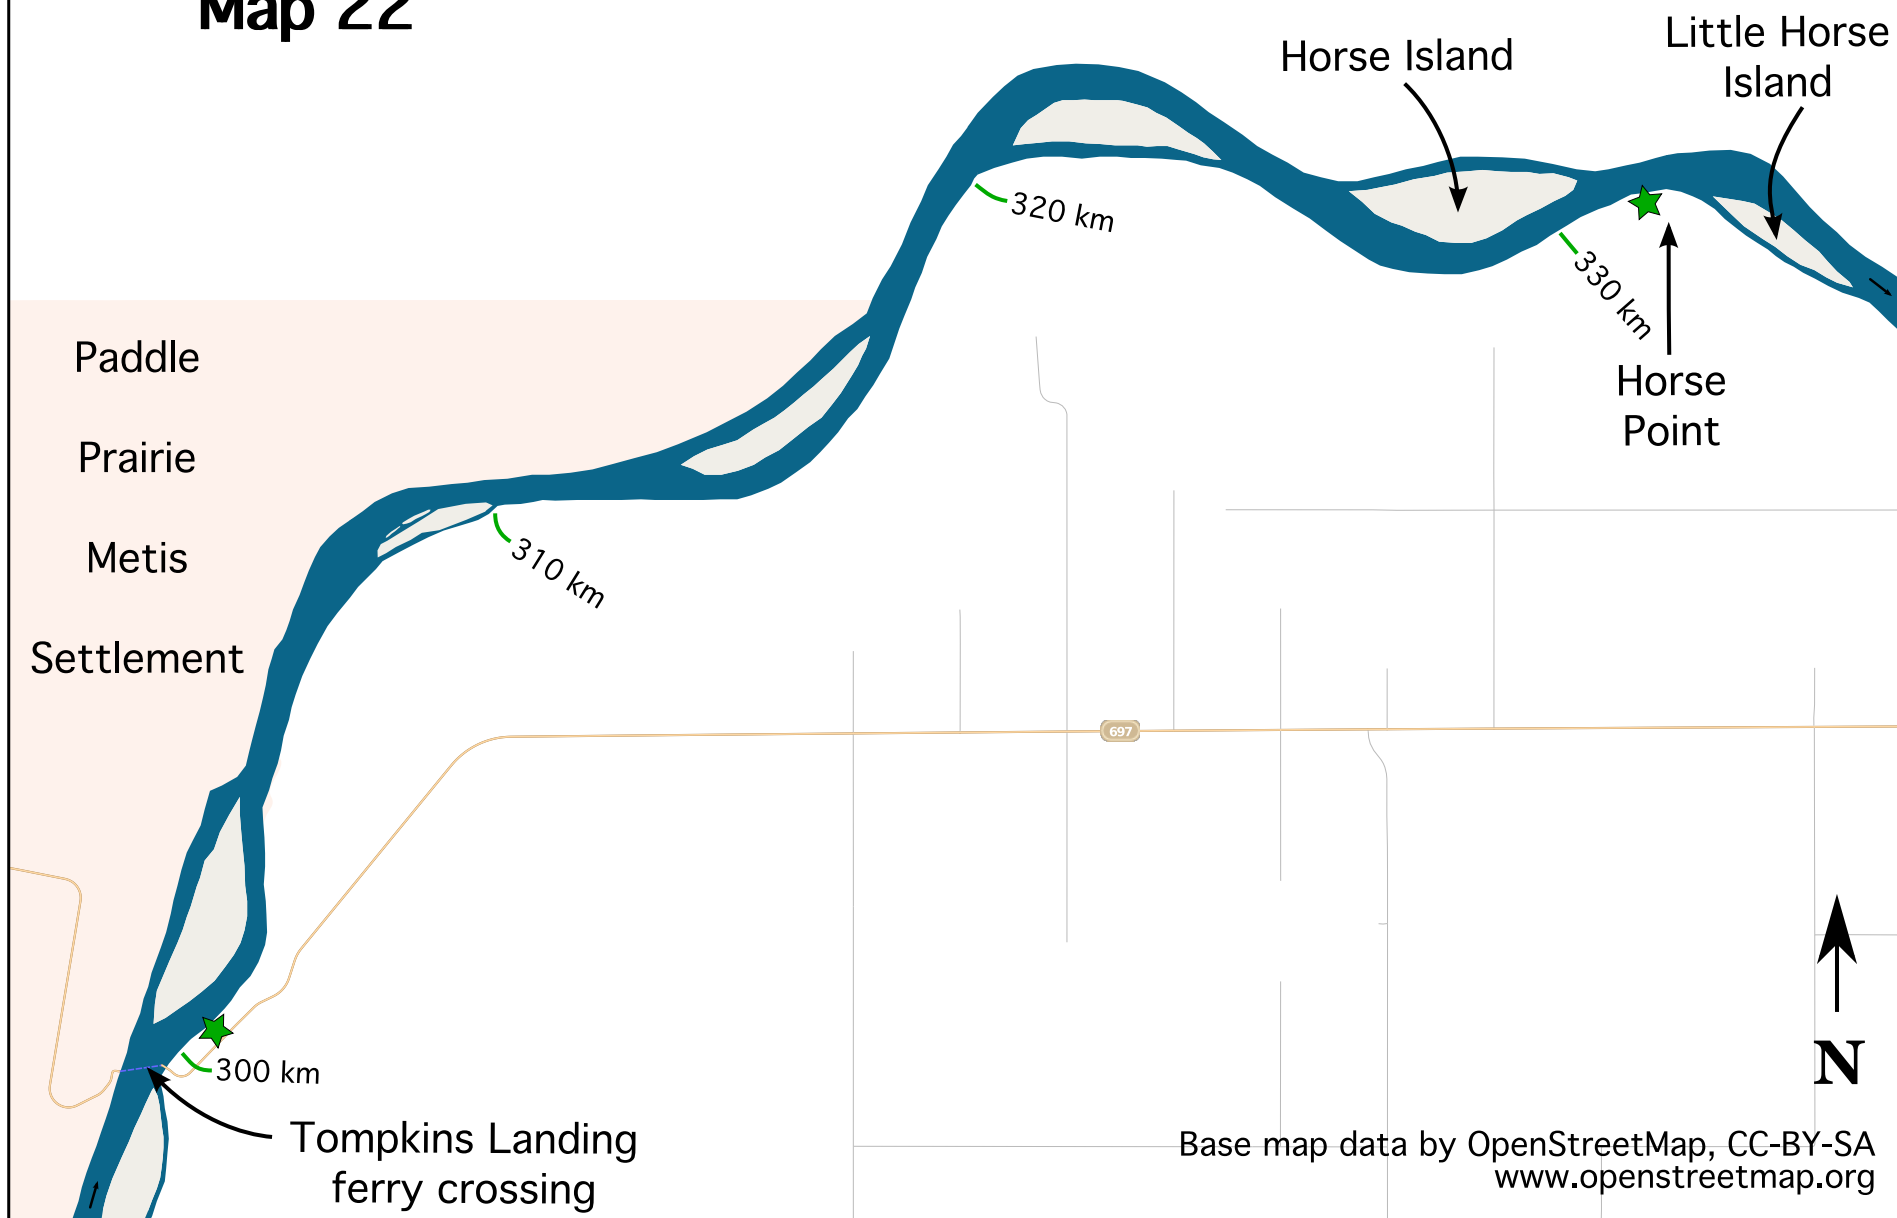 Map 22
Horse Island
Little Horse
Island
320 km
330 km
Horse
Point
Paddle
Prairie
Metis
Settlement
310 km
697
300 km
Tompkins Landing
ferry crossing
N
Base map data by OpenStreetMap, CC-BY-SA
www.openstreetmap.org